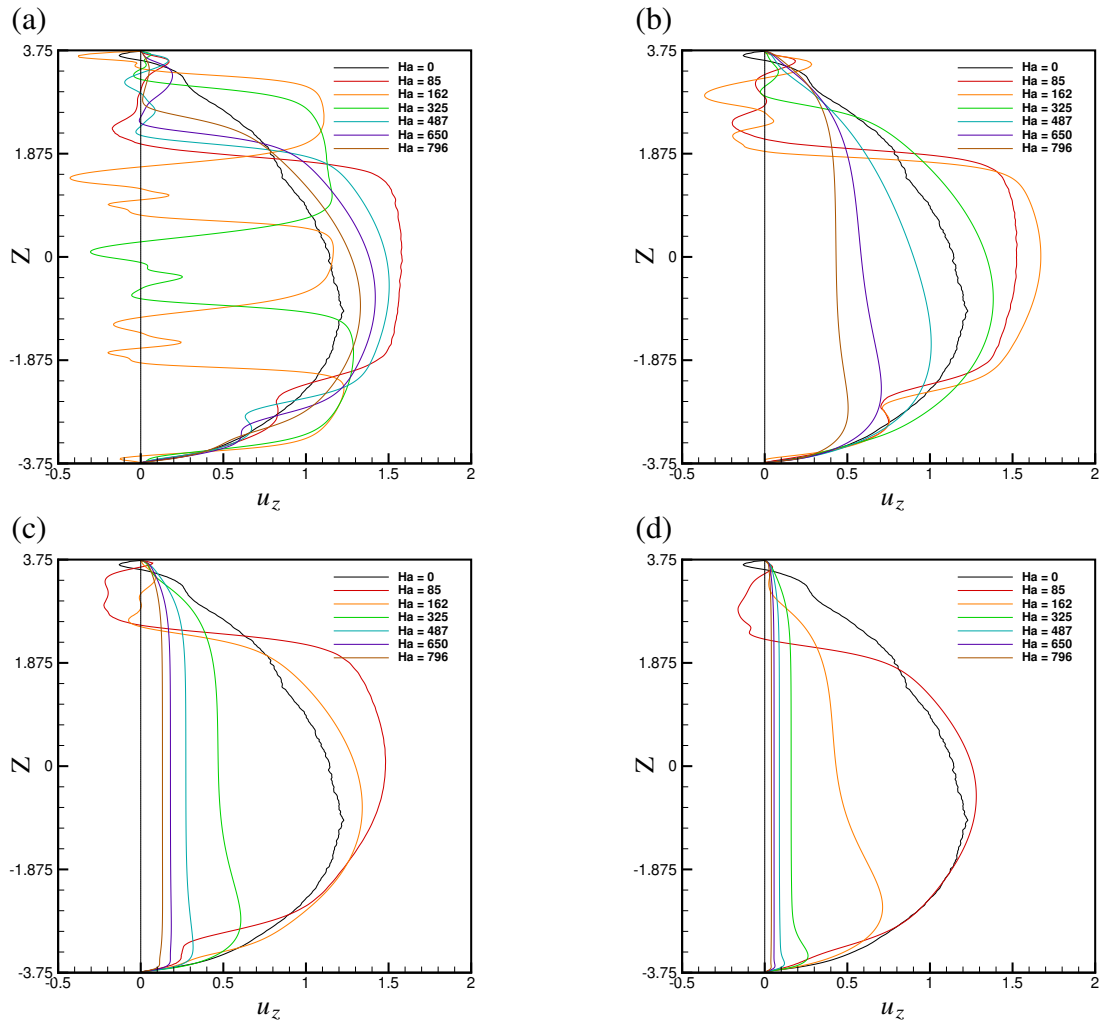 (a)
3.75
1.875
0
-1.875
-3.75
Z
-0.5
0
0.5
1
1.5
2
u_z
Ha = 0
Ha = 85
Ha = 162
Ha = 325
Ha = 487
Ha = 650
Ha = 796
(b)
3.75
1.875
0
-1.875
-3.75
Z
-0.5
0
0.5
1
1.5
2
u_z
Ha = 0
Ha = 85
Ha = 162
Ha = 325
Ha = 487
Ha = 650
Ha = 796
(c)
3.75
1.875
0
-1.875
-3.75
Z
-0.5
0
0.5
1
1.5
2
u_z
Ha = 0
Ha = 85
Ha = 162
Ha = 325
Ha = 487
Ha = 650
Ha = 796
(d)
3.75
1.875
0
-1.875
-3.75
Z
-0.5
0
0.5
1
1.5
2
u_z
Ha = 0
Ha = 85
Ha = 162
Ha = 325
Ha = 487
Ha = 650
Ha = 796